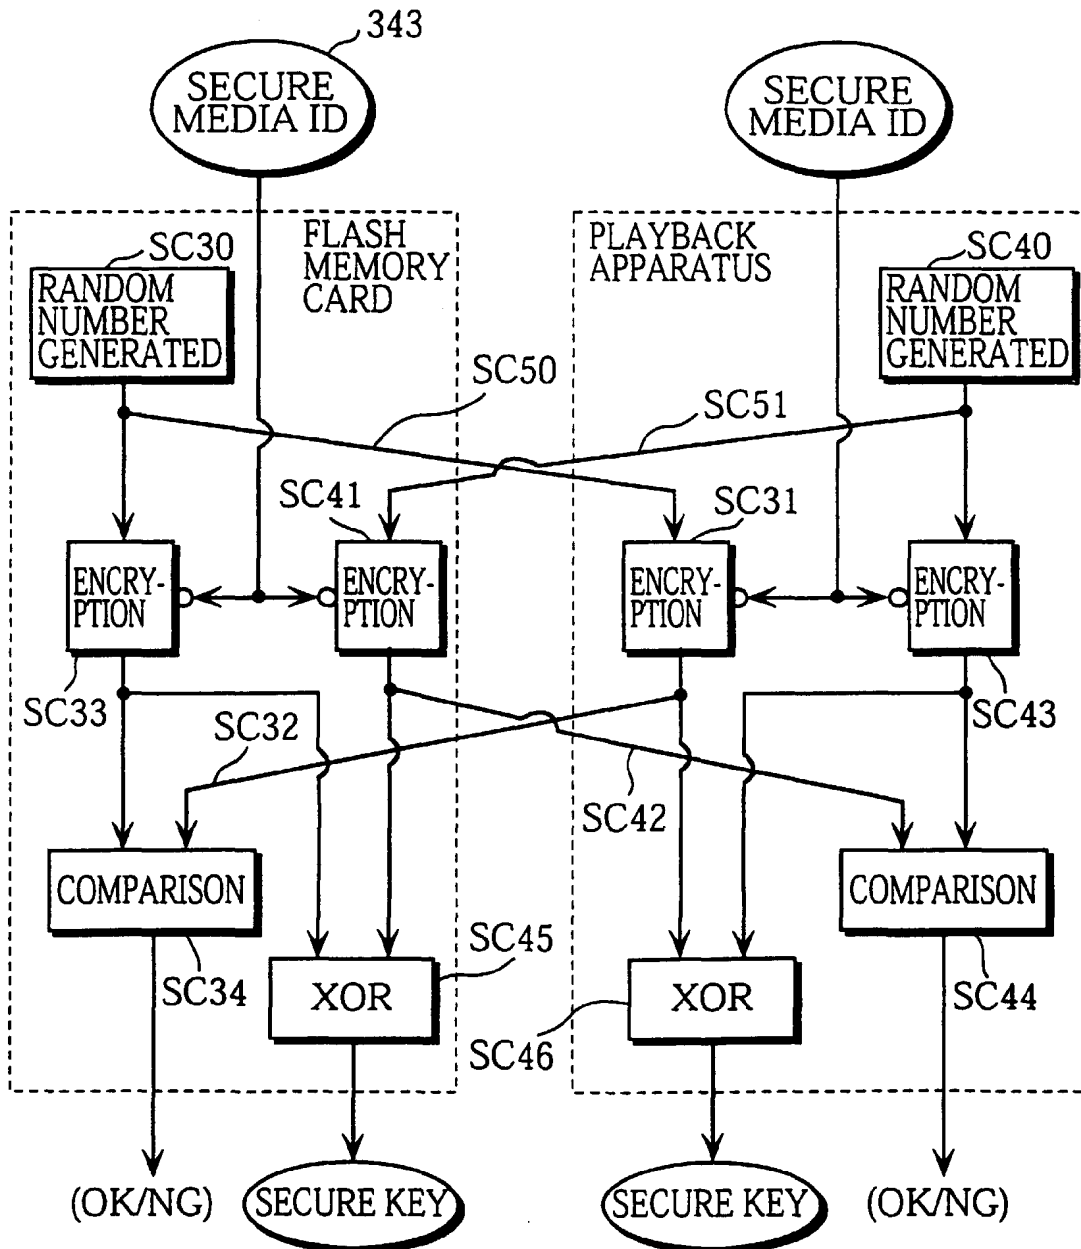 343
SECURE
MEDIA ID
SECURE
MEDIA ID
SC30
FLASH
MEMORY
CARD
PLAYBACK
APPARATUS
SC40
RANDOM
NUMBER
GENERATED
RANDOM
NUMBER
GENERATED
SC50
SC51
SC41
SC31
ENCRY-
PTION
ENCRY-
PTION
ENCRY-
PTION
ENCRY-
PTION
SC33
SC32
SC42
SC43
COMPARISON
COMPARISON
SC34
SC45
XOR
XOR
SC46
SC44
(OK/NG)
SECURE KEY
SECURE KEY
(OK/NG)